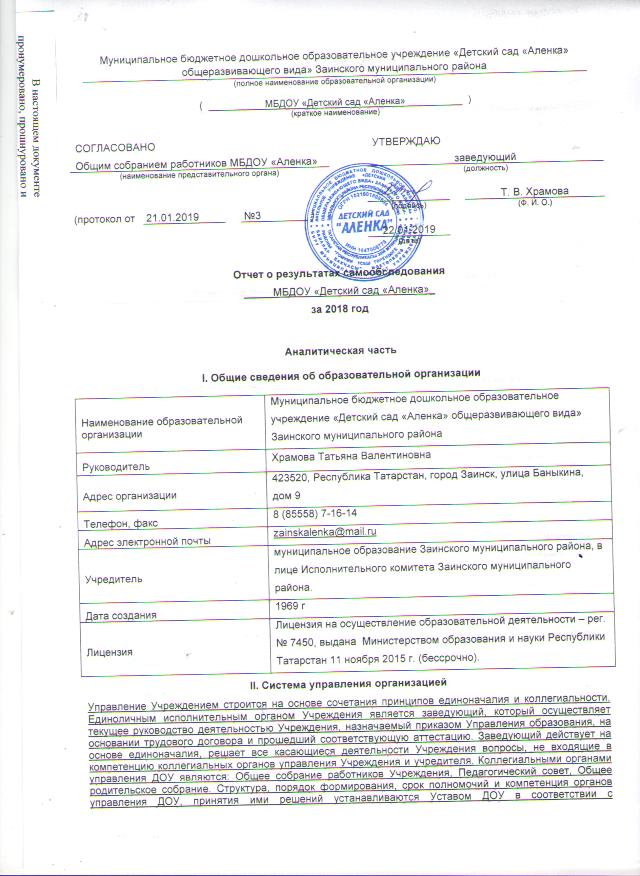 Муниципальное бюджетное дошкольное образовательное учреждение «Детский сад «Аленка»
общеразвивающего вида» Заинского муниципального района
(полное наименование образовательной организации)
( МБДОУ «Детский сад «Аленка» )
(краткое наименование)
СОГЛАСОВАНО
УТВЕРЖДАЮ
Общим собранием работников МБДОУ «Аленка»
заведующий
(наименование представительного органа)
(должность)
Т. В. Храмова
(подпись)
(Ф. И. О.)
(протокол от 21.01.2019 №3
22.01.2019
(дата)
ДЕТСКИЙ САД
"АЛЕНКА"
Отчет о результатах самообследования
МБДОУ «Детский сад «Аленка»
за 2018 год
Аналитическая часть
I. Общие сведения об образовательной организации
Наименование образовательной
организации
Муниципальное бюджетное дошкольное образовательное
учреждение «Детский сад «Аленка» общеразвивающего вида»
Заинского муниципального района
Руководитель
Храмова Татьяна Валентиновна
Адрес организации
423520, Республика Татарстан, город Заинск, улица Баныкина,
дом 9
Телефон, факс
8 (85558) 7-16-14
Адрес электронной почты
zainskalenka@mail.ru
Учредитель
муниципальное образование Заинского муниципального района, в
лице Исполнительного комитета Заинского муниципального
района.
Дата создания
1969 г
Лицензия
Лицензия на осуществление образовательной деятельности – рег.
№ 7450, выдана Министерством образования и науки Республики
Татарстан 11 ноября 2015 г. (бессрочно).
II. Система управления организацией
Управление Учреждением строится на основе сочетания принципов единоначалия и коллегиальности.
Единоличным исполнительным органом Учреждения является заведующий, который осуществляет
текущее руководство деятельностью Учреждения, назначаемый приказом Управления образования, на
основании трудового договора и прошедший соответствующую аттестацию. Заведующий действует на
основе единоначалия, решает все касающиеся деятельности Учреждения вопросы, не входящие в
компетенцию коллегиальных органов управления Учреждения и учредителя. Коллегиальными органами
управления ДОУ являются: Общее собрание работников Учреждения, Педагогический совет, Общее
родительское собрание. Структура, порядок формирования, срок полномочий и компетенция органов
управления ДОУ, принятия ими решений устанавливаются Уставом ДОУ в соответствии с
В настоящем документе
пронумеровано, прошнуровано и